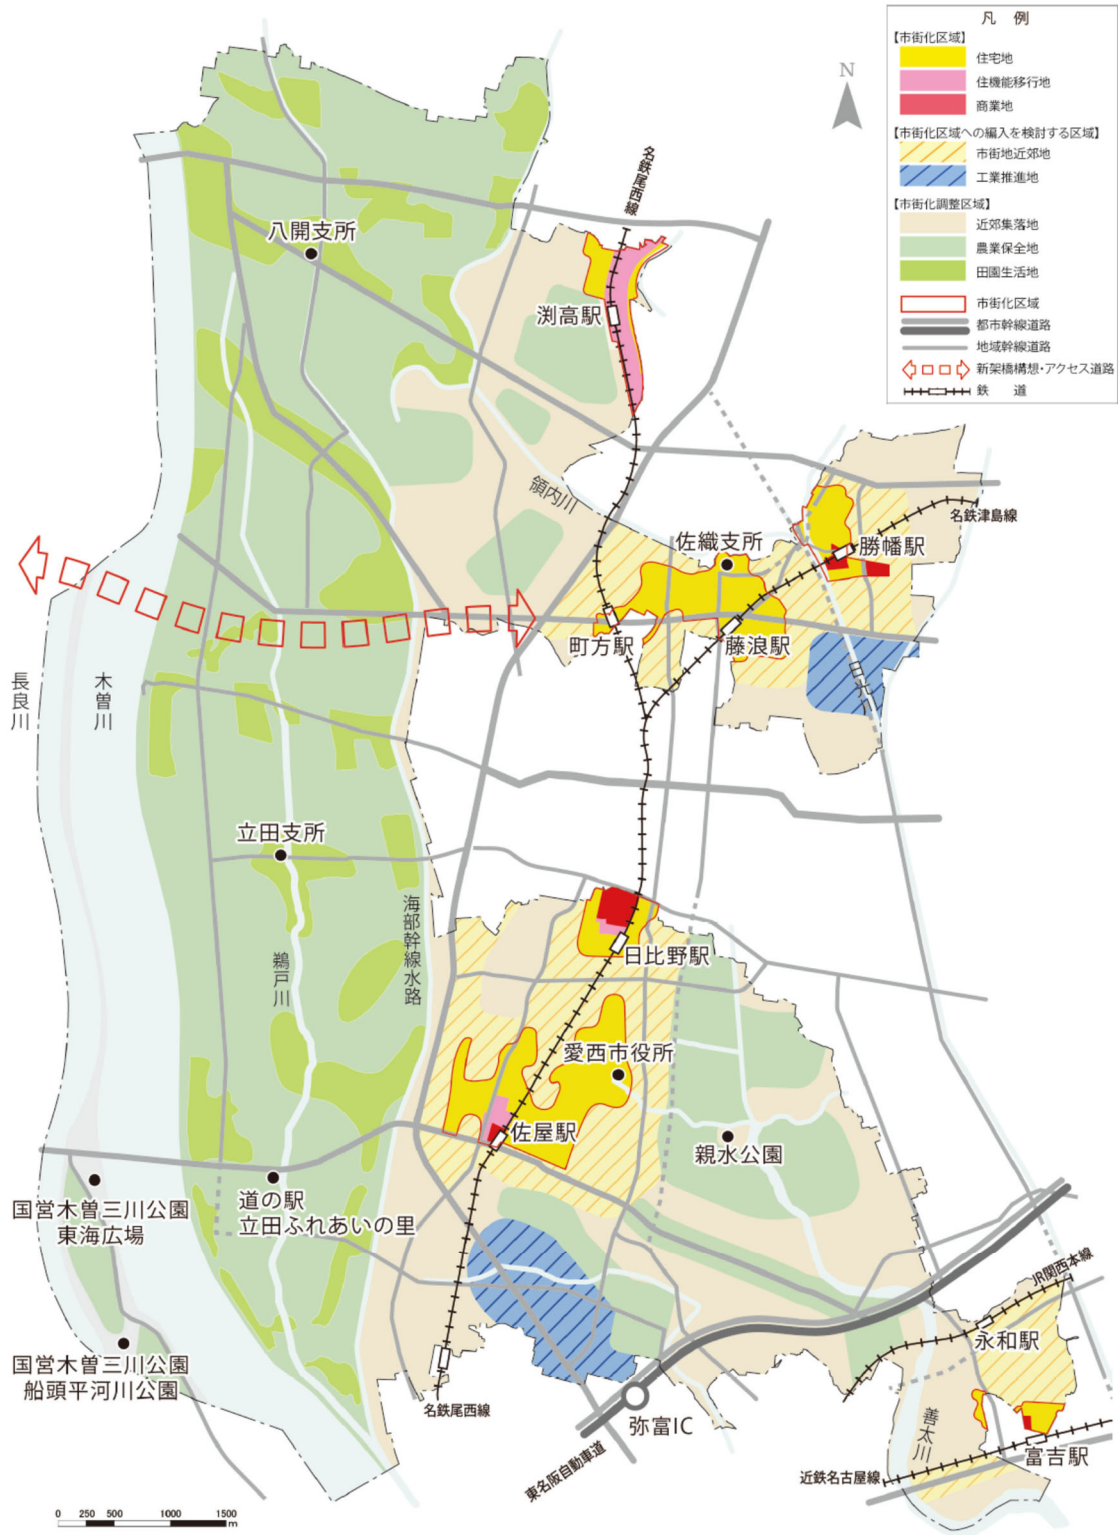 凡 例
【市街化区域】
住宅地
住機能移行地
商業地
【市街化区域への編入を検討する区域】
市街地近郊地
工業推進地
【市街化調整区域】
近郊集落地
農業保全地
田園生活地
市街化区域
都市幹線道路
地域幹線道路
新架橋構想・アクセス道路
鉄 道
N
名鉄尾西線
八開支所
渕高駅
領内川
名鉄津島線
佐織支所
勝幡駅
町方駅
藤浪駅
日光川
長良川
木曽川
立田支所
海部幹線水路
鵜戸川
日比野駅
愛西市役所
佐屋駅
親水公園
国営木曽三川公園
東海広場
道の駅
立田ふれあいの里
JR関西本線
永和駅
国営木曽三川公園
船頭平河川公園
名鉄尾西線
弥富IC
東名阪自動車道
善太川
富吉駅
近鉄名古屋線
0 250 500 1000 1500
m